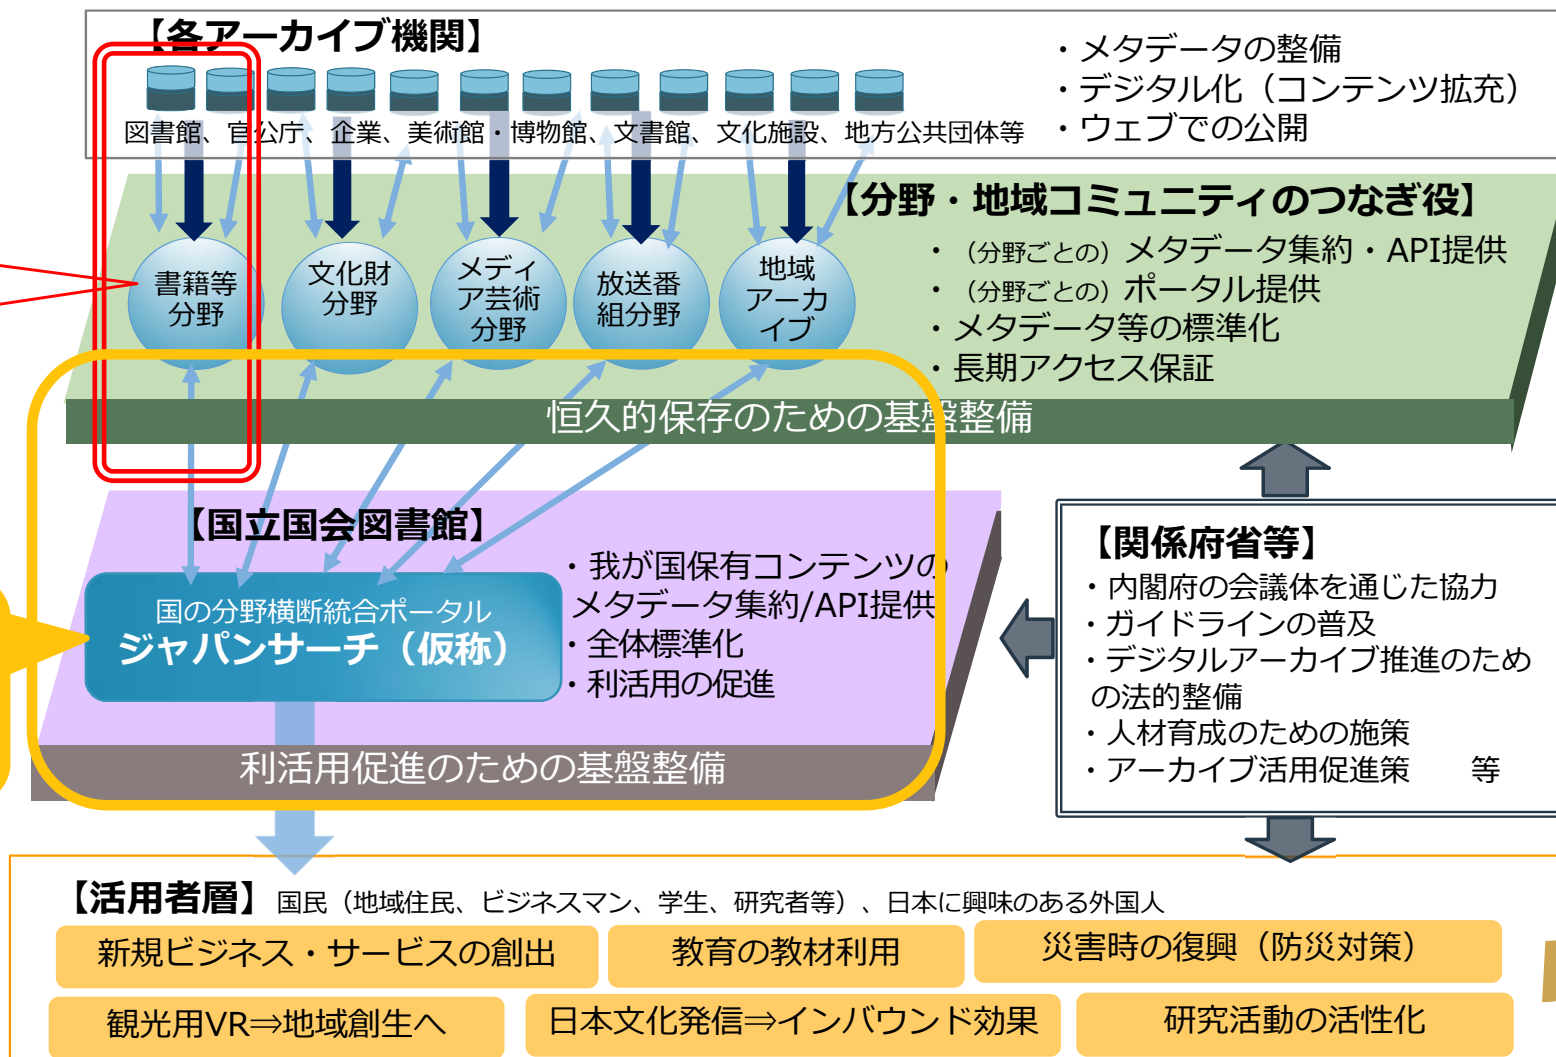 【各アーカイブ機関】
・メタデータの整備
・デジタル化（コンテンツ拡充）
・ウェブでの公開
図書館、官公庁、企業、美術館・博物館、文書館、文化施設、地方公共団体等
【分野・地域コミュニティのつなぎ役】
・（分野ごとの）メタデータ集約・API提供
・（分野ごとの）ポータル提供
・メタデータ等の標準化
・長期アクセス保証
書籍等
分野
文化財
分野
メディ
ア芸術
分野
放送番
組分野
地域
アーカ
イブ
恒久的保存のための基盤整備
【国立国会図書館】
国の分野横断統合ポータル
ジャパンサーチ（仮称）
・我が国保有コンテンツの
メタデータ集約/API提供
・全体標準化
・利活用の促進
利活用促進のための基盤整備
【関係府省等】
・内閣府の会議体を通じた協力
・ガイドラインの普及
・デジタルアーカイブ推進のため
の法的整備
・人材育成のための施策
・アーカイブ活用促進策　等
【活用者層】国民（地域住民、ビジネスマン、学生、研究者等）、日本に興味のある外国人
新規ビジネス・サービスの創出
教育の教材利用
災害時の復興（防災対策）
観光用VR⇒地域創生へ
日本文化発信⇒インバウンド効果
研究活動の活性化